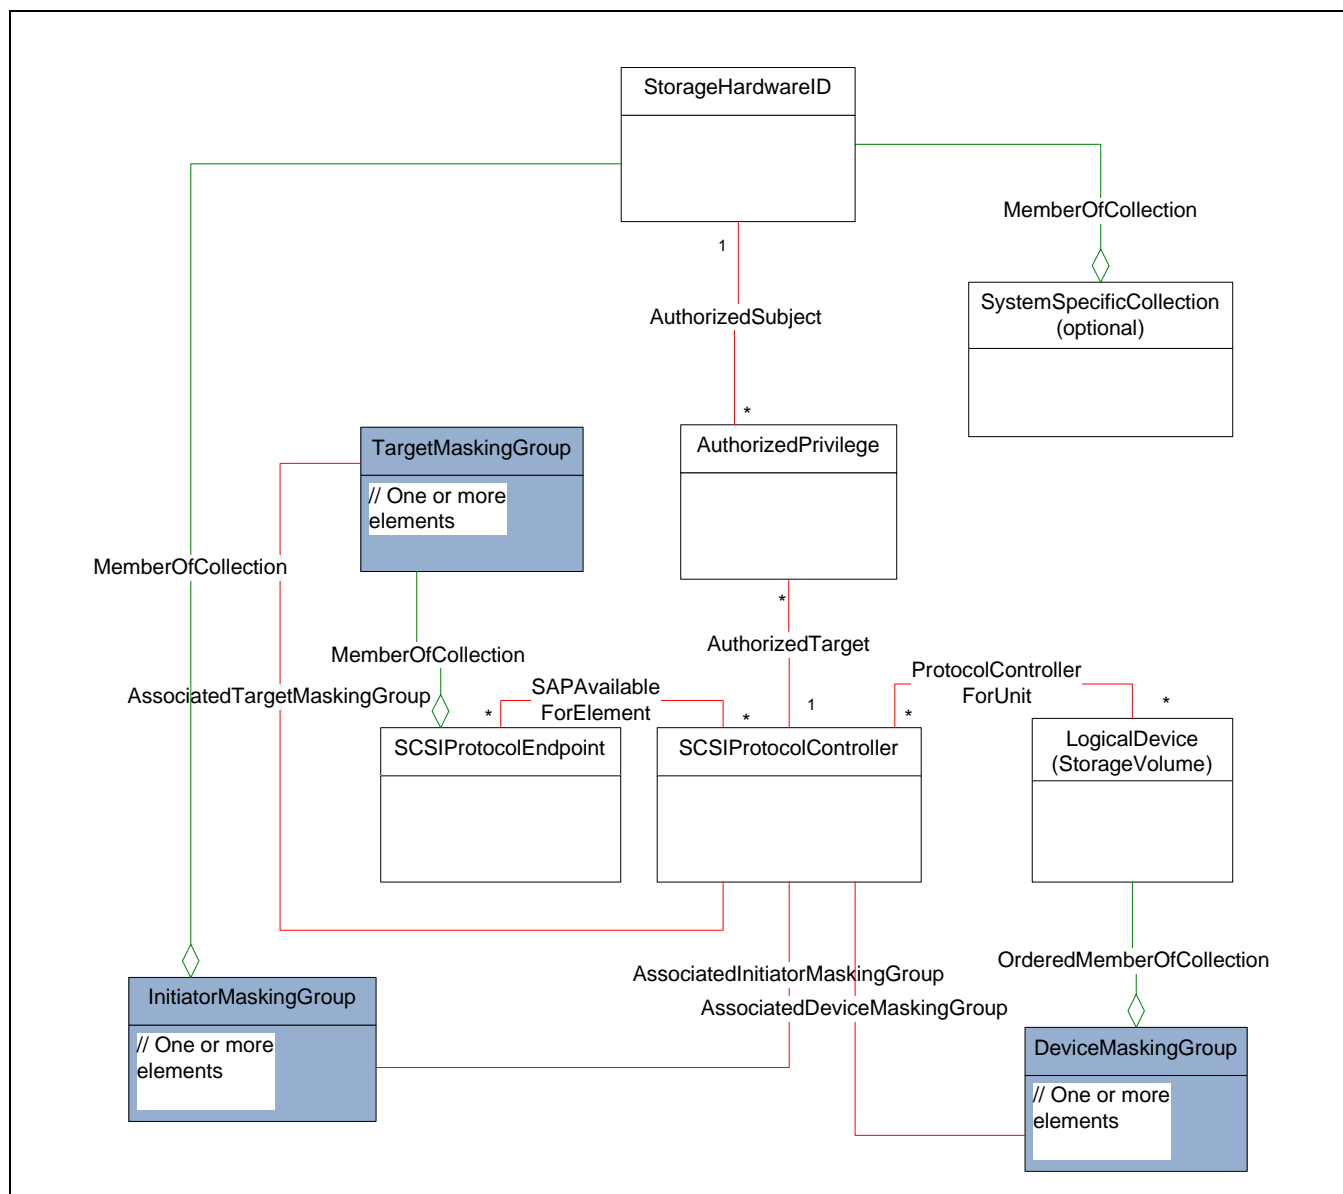 StorageHardwareID
MemberOfCollection
1
SystemSpecificCollection
(optional)
AuthorizedSubject
*
TargetMaskingGroup
// One or more
elements
AuthorizedPrivilege
MemberOfCollection
*
AuthorizedTarget
MemberOfCollection
ProtocolController
ForUnit
AssociatedTargetMaskingGroup
SAPAvailable
ForElement
*
*
1
*
*
SCSIProtocolEndpoint
SCSIProtocolController
LogicalDevice
(StorageVolume)
OrderedMemberOfCollection
AssociatedInitiatorMaskingGroup
AssociatedDeviceMaskingGroup
InitiatorMaskingGroup
// One or more
elements
DeviceMaskingGroup
// One or more
elements